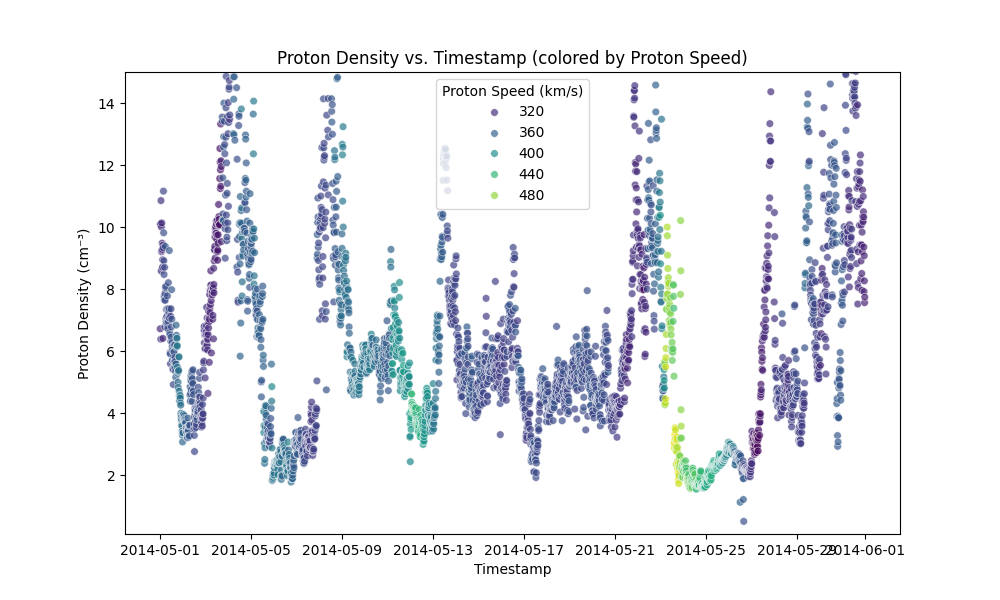 Proton Density vs. Timestamp (colored by Proton Speed)
Proton Density (cm⁻³)
14
12
10
8
6
4
2
Proton Speed (km/s)
320
360
400
440
480
2014-05-01 2014-05-05 2014-05-09 2014-05-13 2014-05-17 2014-05-21 2014-05-25 2014-05-29 2014-06-01
Timestamp